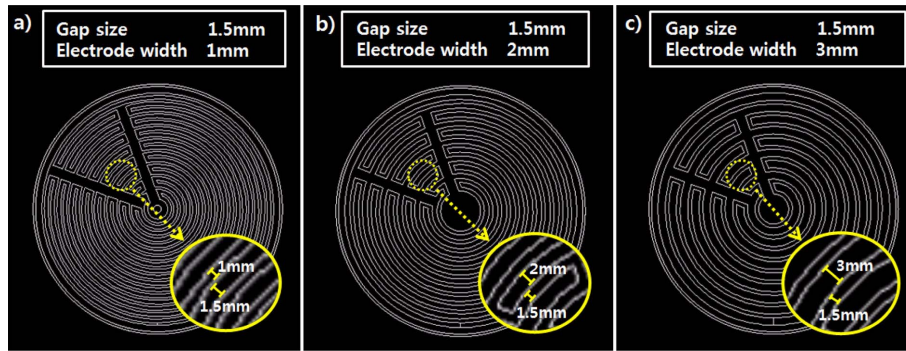 a)
Gap size 1.5mm
Electrode width 1mm
1mm
1.5mm
b)
Gap size 1.5mm
Electrode width 2mm
2mm
1.5mm
c)
Gap size 1.5mm
Electrode width 3mm
3mm
1.5mm